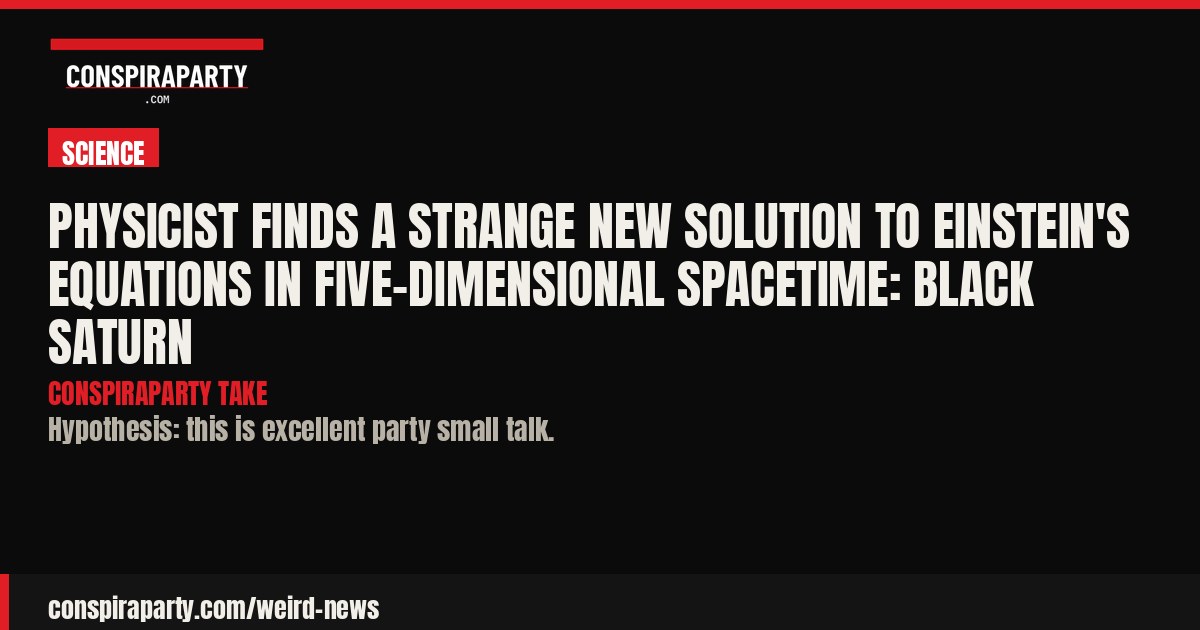 CONSPIRAPARTY
.COM
SCIENCE
PHYSICIST FINDS A STRANGE NEW SOLUTION TO EINSTEIN'S
EQUATIONS IN FIVE-DIMENSIONAL SPACETIME: BLACK
SATURN
CONSPIRAPARTY TAKE
Hypothesis: this is excellent party small talk.
conspiraparty.com/weird-news